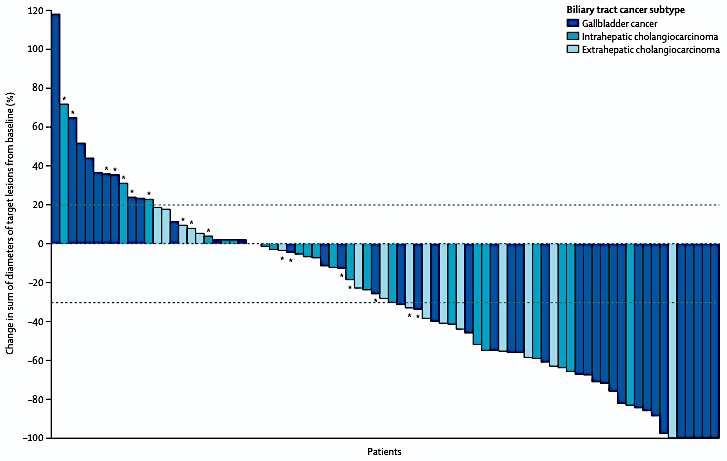 Biliary tract cancer subtype
Gallbladder cancer
Intrahepatic cholangiocarcinoma
Extrahepatic cholangiocarcinoma
Change in sum of diameters of target lesions from baseline (%)
120
100
80
60
40
20
0
−20
−40
−60
−80
−100
* * * * * * * * * * *
* * * * * * *
Patients